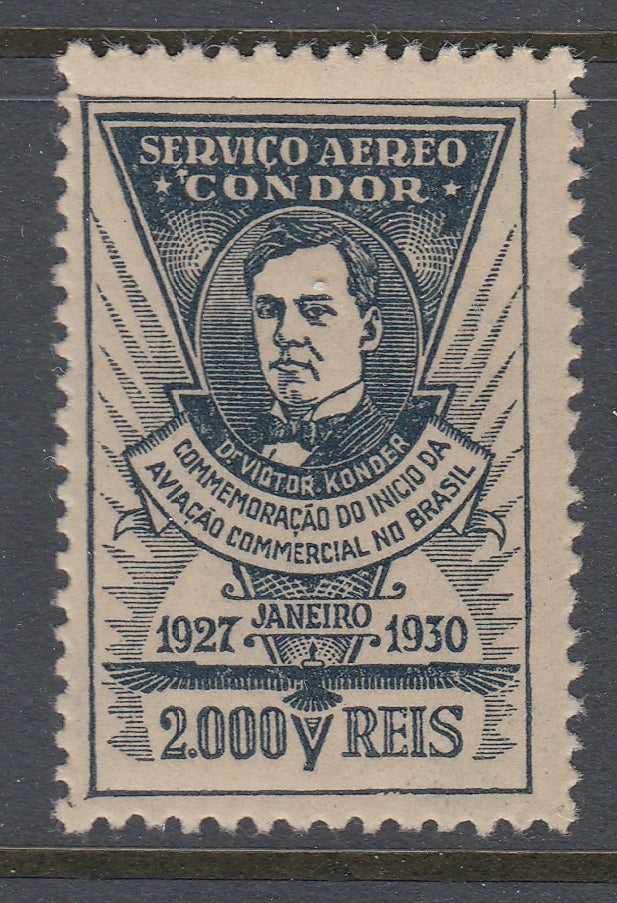 SERVIÇO AEREO
CONDOR
Dr VICTOR KONDER
COMMEMORAÇÃO DO INICIO DA
AVIAÇÃO COMMERCIAL NO BRASIL
JANEIRO
1927 1930
2.000 REIS